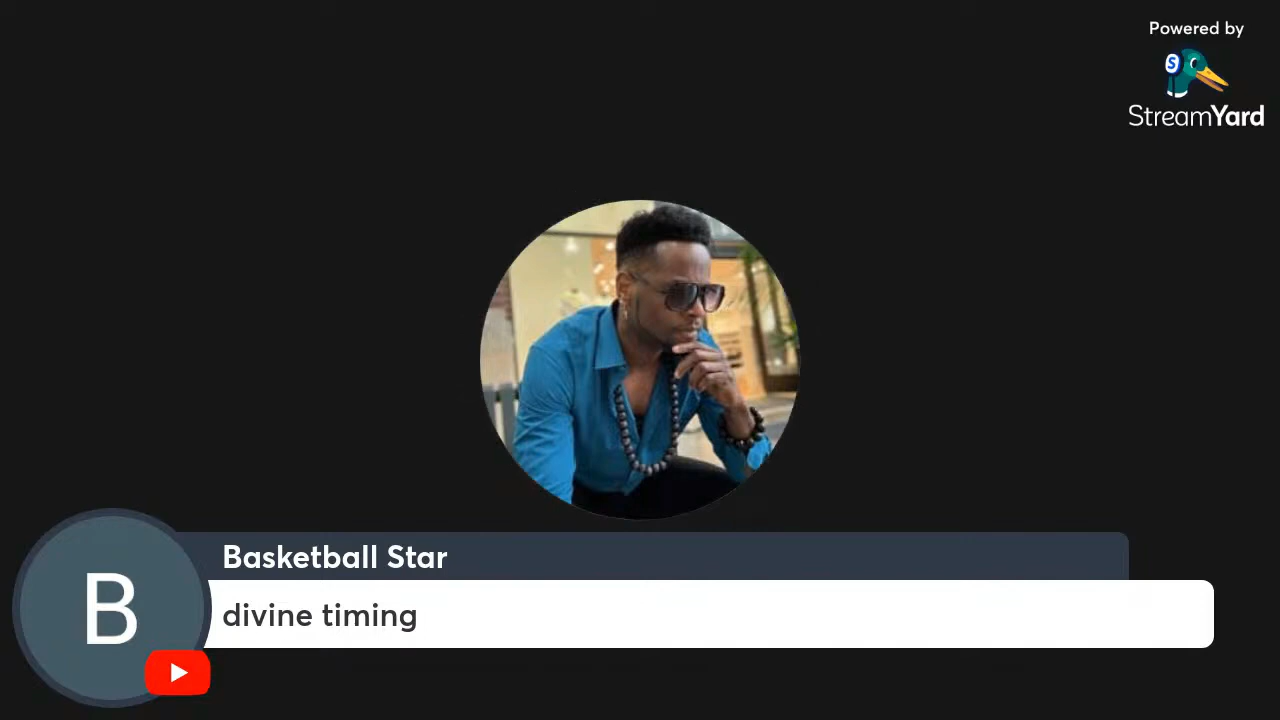 Powered by
S
StreamYard
Basketball Star
B
divine timing